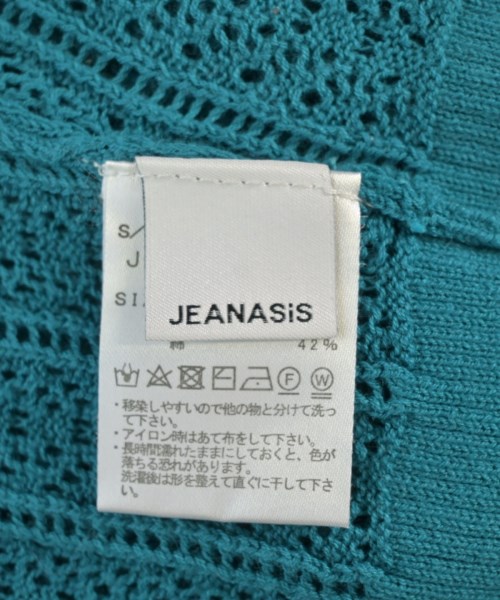 S/
J
SI
JEANASiS
綿 42%
F W
・移染しやすいので他の物と分けて洗っ
て下さい。
・アイロン時はあて布をして下さい。
・長時間濡れたままにしておくと、色が
落ちる恐れがあります。
洗濯後は形を整えて直ぐに干して下さ
い。